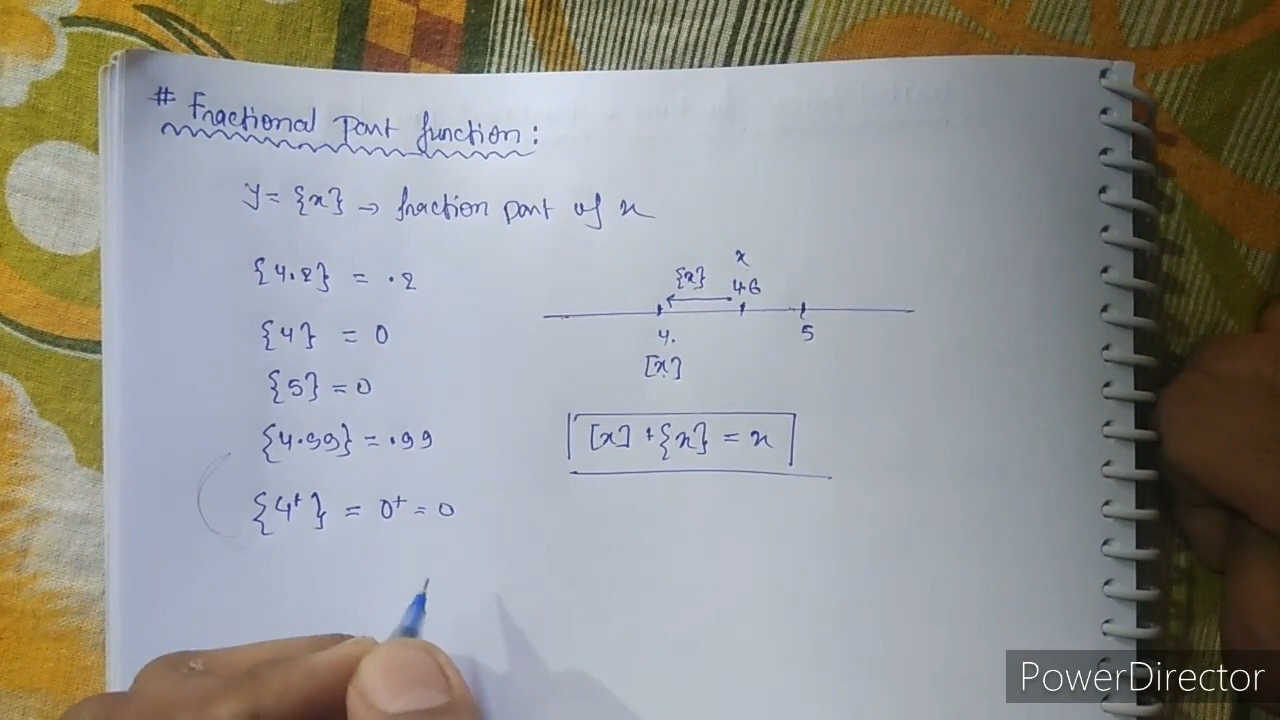 # Fractional part function:
y = {x} → fraction part of x
{4.2} = .2
{4} = 0
{5} = 0
{4.99} = .99
{4⁺} = 0⁺ = 0
x
{x} 4.6
4. 5
[x]
[x] + {x} = x
PowerDirector